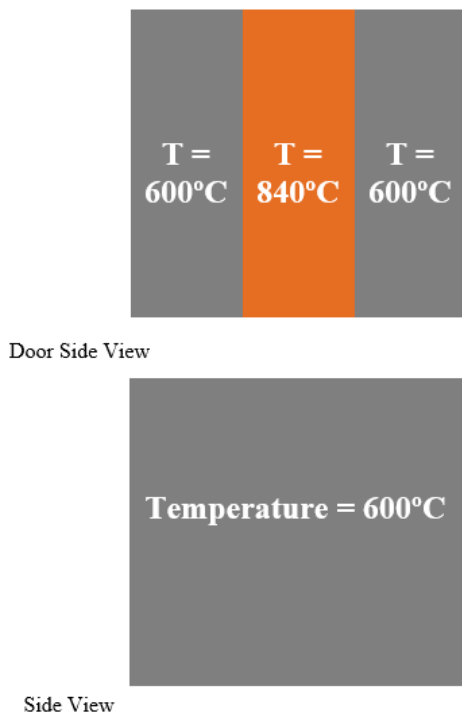 T = T = T =
600ºC 840ºC 600ºC
Door Side View
Temperature = 600ºC
Side View